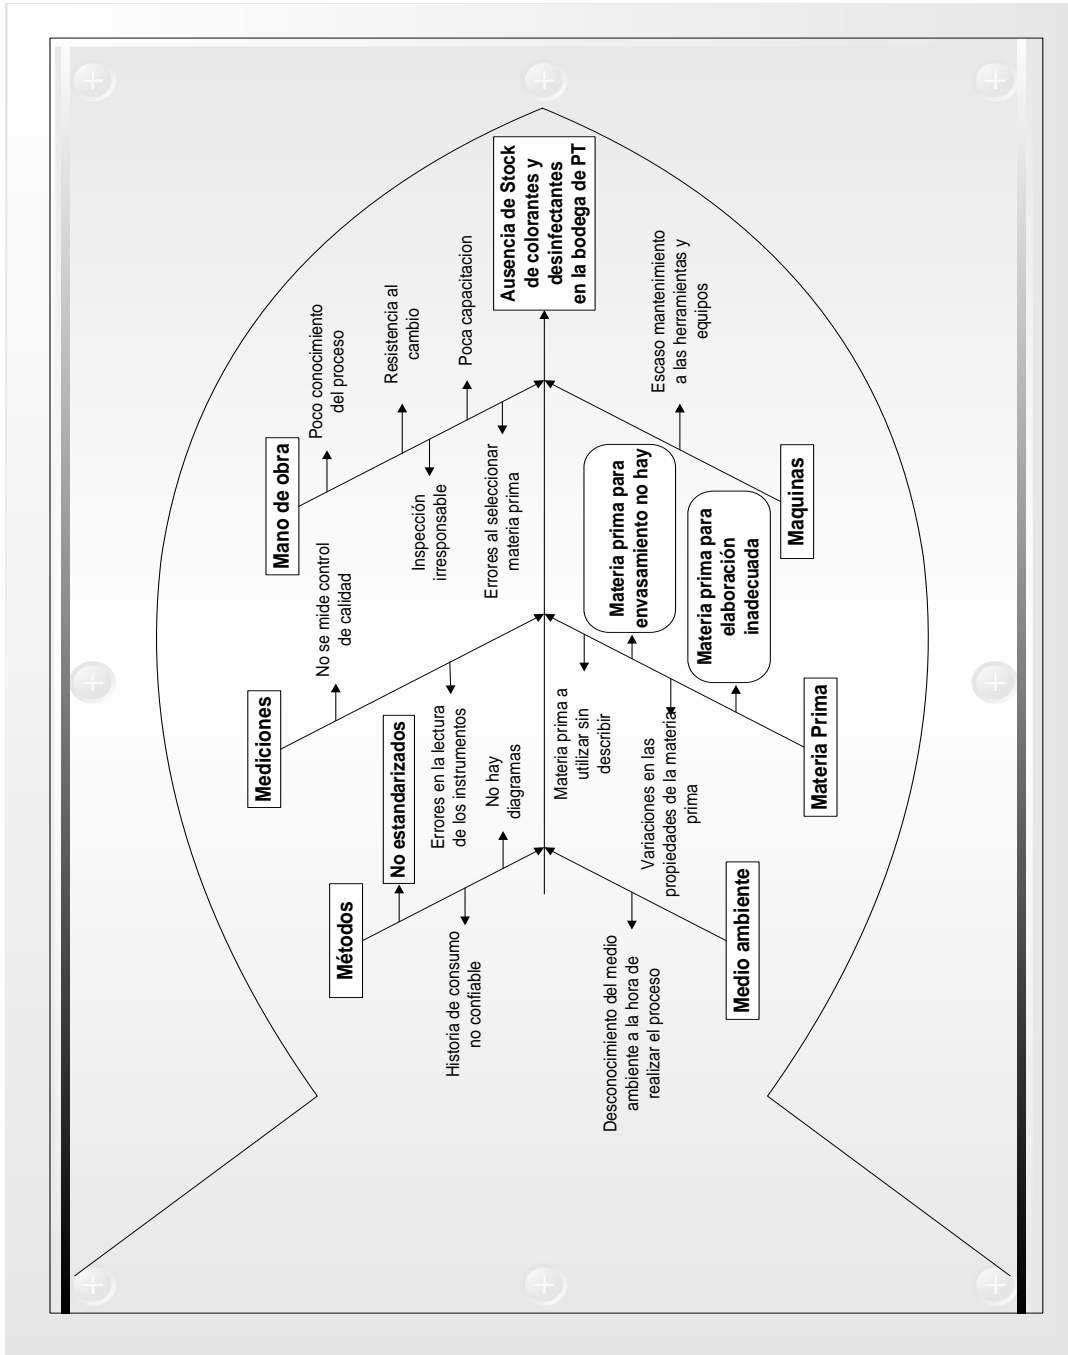 Métodos
No estandarizados
Historia de consumo
no confiable
No hay
diagramas
Mediciones
No se mide control
de calidad
Errores en la lectura
de los instrumentos
Mano de obra
Poco conocimiento
del proceso
Resistencia al
cambio
Inspección
irresponsable
Poca capacitacion
Errores al seleccionar
materia prima
Ausencia de Stock
de colorantes y
desinfectantes
en la bodega de PT
Medio ambiente
Desconocimiento del medio
ambiente a la hora de
realizar el proceso
Materia Prima
Materia prima a
utilizar sin
describir
Materia prima para
envasamiento no hay
Variaciones en las
propiedades de la materia
prima
Materia prima para
elaboración
inadecuada
Maquinas
Escaso mantenimiento
a las herramientas y
equipos